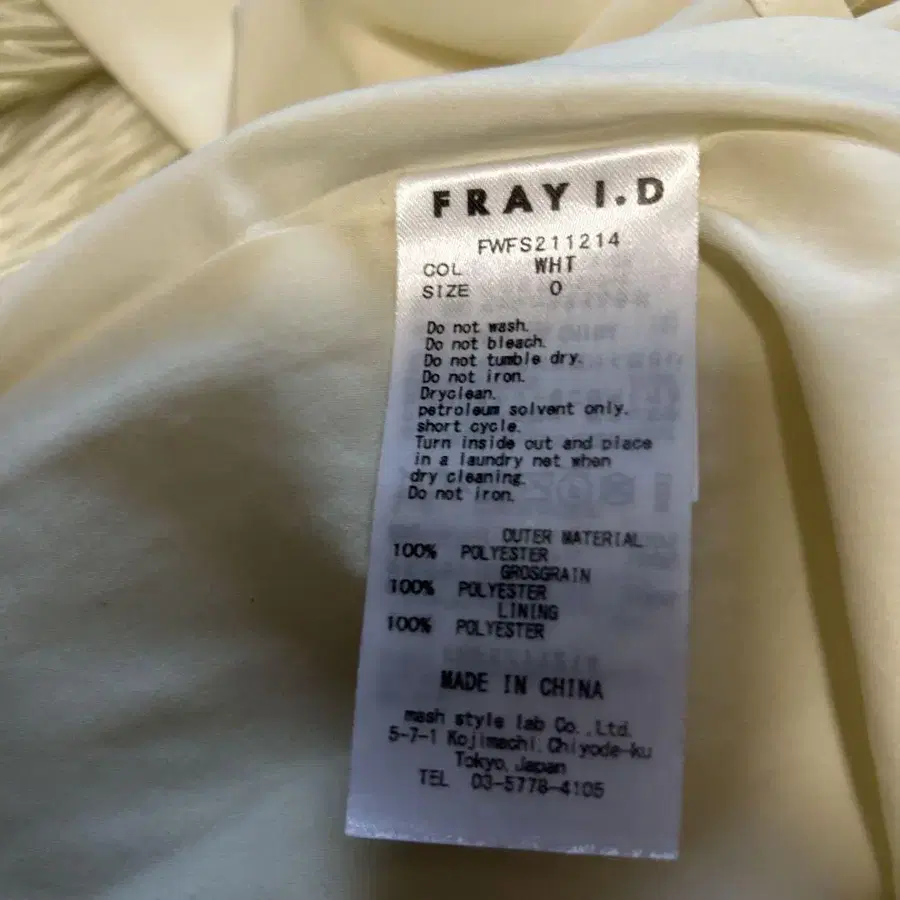 FRAY I.D
FWFS211214
COL WHT
SIZE 0
Do not wash.
Do not bleach.
Do not tumble dry.
Do not iron.
Dryclean.
petroleum solvent only.
short cycle.
Turn inside out and place
in a laundry net when
dry cleaning.
Do not iron.
OUTER MATERIAL
100% POLYESTER
GROSGRAIN
100% POLYESTER
LINING
100% POLYESTER
MADE IN CHINA
mash style lab Co.,Ltd.
5-7-1 Kojimachi.Chiyode-ku
Tokyo,Japan
TEL 03-5778-4105